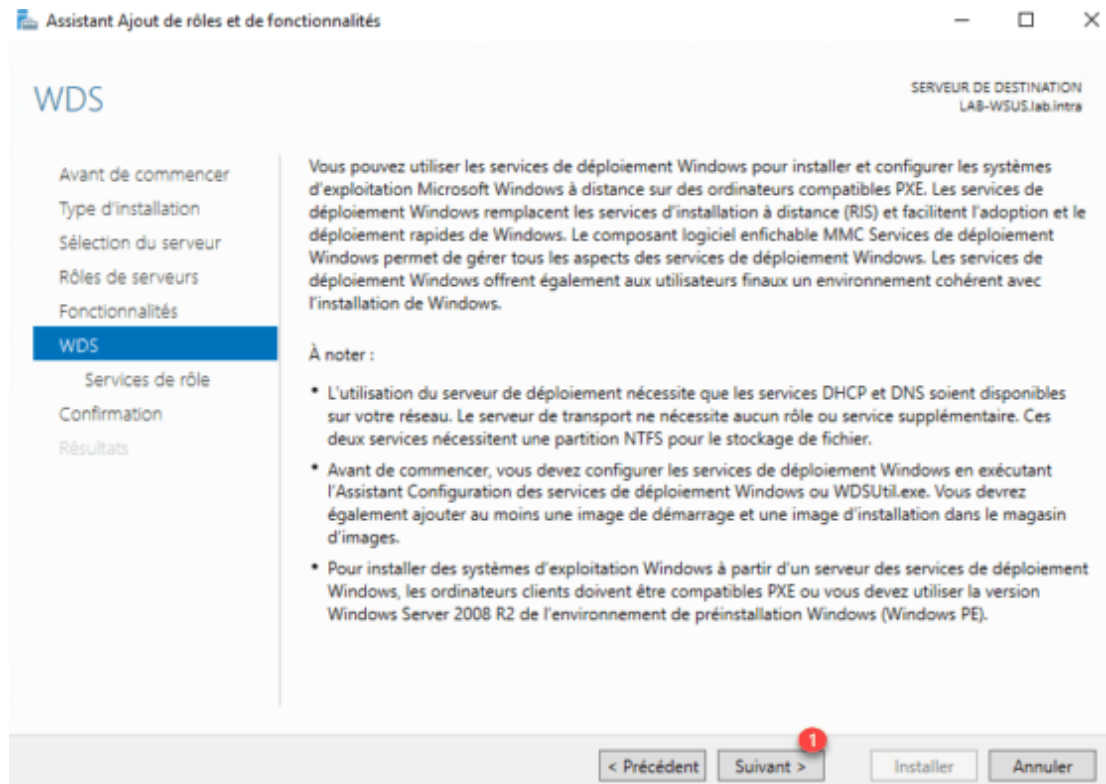 Assistant Ajout de rôles et de fonctionnalités
WDS
SERVEUR DE DESTINATION
LAB-WSUS.lab.intra
Avant de commencer
Type d'installation
Sélection du serveur
Rôles de serveurs
Fonctionnalités
WDS
Services de rôle
Confirmation
Résultats
Vous pouvez utiliser les services de déploiement Windows pour installer et configurer les systèmes
d'exploitation Microsoft Windows à distance sur des ordinateurs compatibles PXE. Les services de
déploiement Windows remplacent les services d'installation à distance (RIS) et facilitent l'adoption et le
déploiement rapides de Windows. Le composant logiciel enfichable MMC Services de déploiement
Windows permet de gérer tous les aspects des services de déploiement Windows. Les services de
déploiement Windows offrent également aux utilisateurs finaux un environnement cohérent avec
l'installation de Windows.
À noter :
• L'utilisation du serveur de déploiement nécessite que les services DHCP et DNS soient disponibles
sur votre réseau. Le serveur de transport ne nécessite aucun rôle ou service supplémentaire. Ces
deux services nécessitent une partition NTFS pour le stockage de fichier.
• Avant de commencer, vous devez configurer les services de déploiement Windows en exécutant
l'Assistant Configuration des services de déploiement Windows ou WDSUtil.exe. Vous devrez
également ajouter au moins une image de démarrage et une image d'installation dans le magasin
d'images.
• Pour installer des systèmes d'exploitation Windows à partir d'un serveur des services de déploiement
Windows, les ordinateurs clients doivent être compatibles PXE ou vous devez utiliser la version
Windows Server 2008 R2 de l'environnement de préinstallation Windows (Windows PE).
1
< Précédent Suivant > Installer Annuler